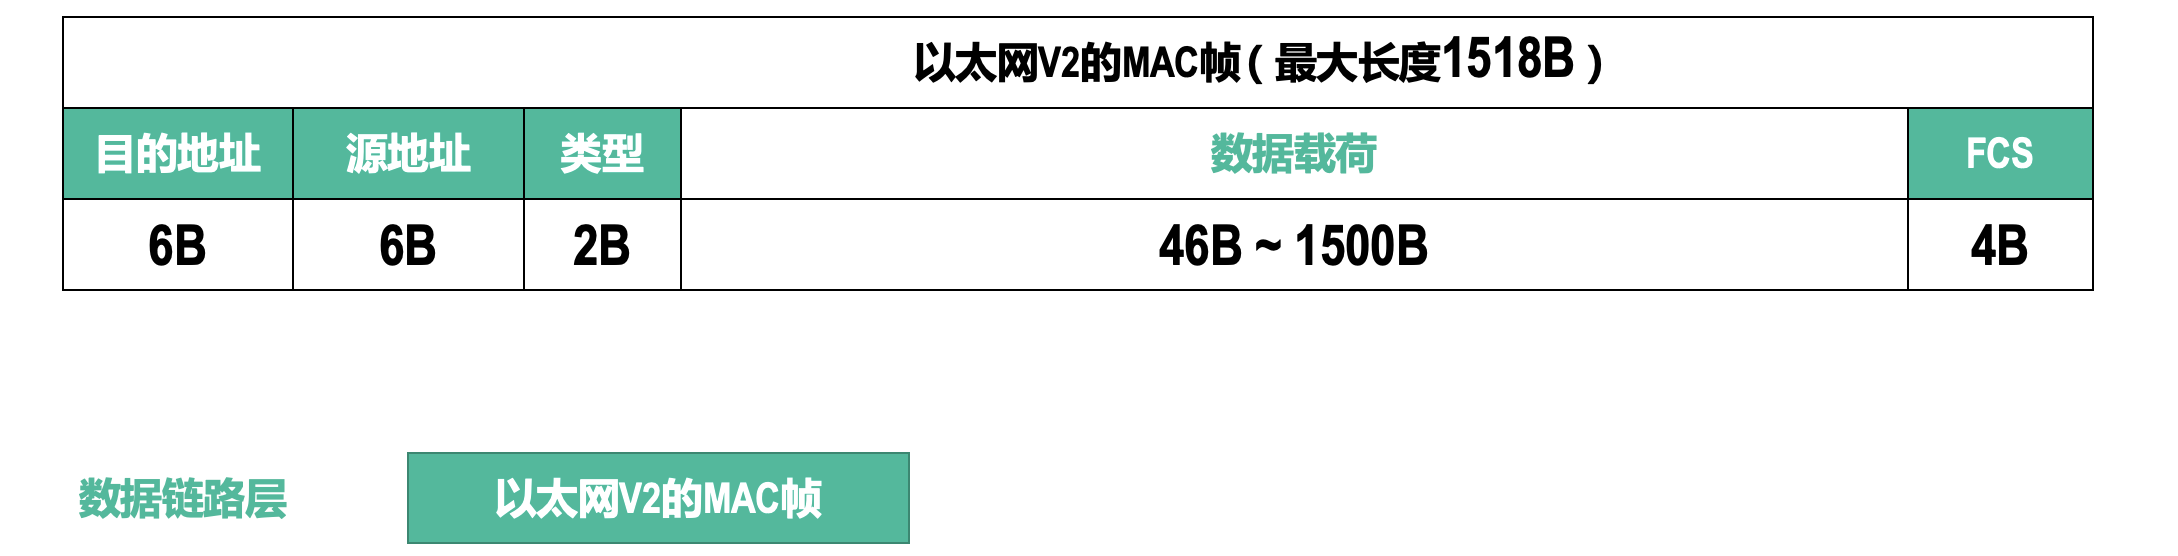 以太网V2的MAC帧（最大长度1518B）
目的地址 源地址 类型 数据载荷 FCS
6B 6B 2B 46B ~ 1500B 4B
数据链路层 以太网V2的MAC帧